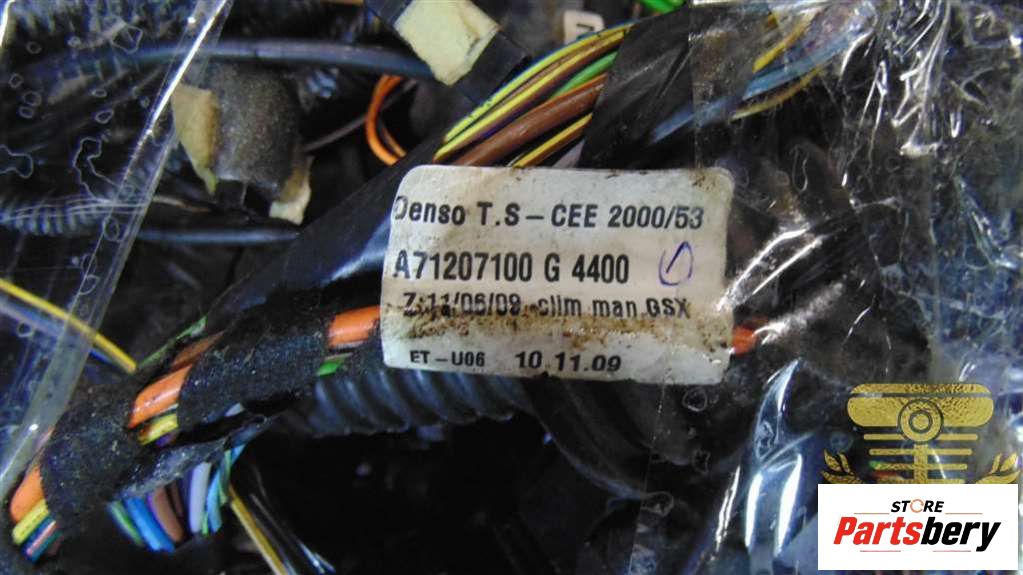 Denso T.S - CEE 2000/53
A71207100 G 4400
Z:11/06/09 clim man.GSX
ET-U06 10.11.09
STORE
Partsbery